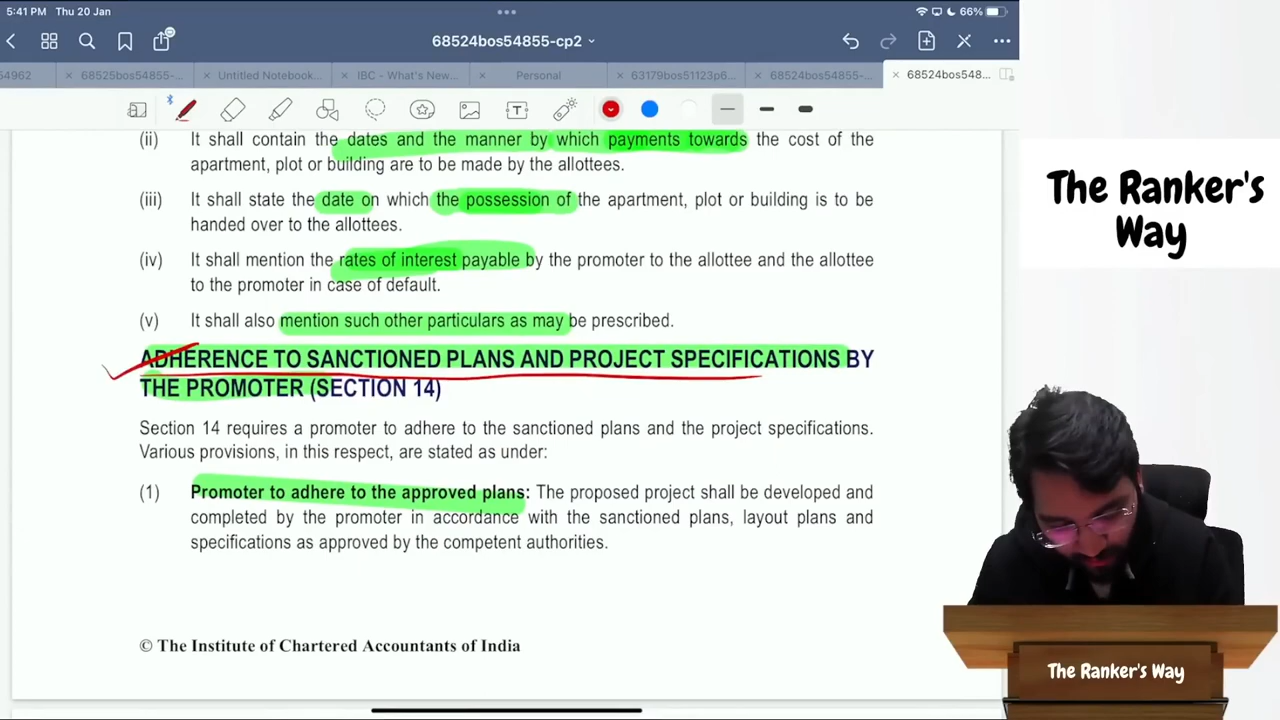 5:41 PM Thu 20 Jan
66%
68524bos54855-cp2
54962
68525bos54855-...
Untitled Notebook...
IBC - What's New...
Personal
63179bos51123p6...
68524bos54855-...
68524bos548...
(ii) It shall contain the dates and the manner by which payments towards the cost of the
apartment, plot or building are to be made by the allottees.
(iii) It shall state the date on which the possession of the apartment, plot or building is to be
handed over to the allottees.
(iv) It shall mention the rates of interest payable by the promoter to the allottee and the allottee
to the promoter in case of default.
(v) It shall also mention such other particulars as may be prescribed.
ADHERENCE TO SANCTIONED PLANS AND PROJECT SPECIFICATIONS BY
THE PROMOTER (SECTION 14)
Section 14 requires a promoter to adhere to the sanctioned plans and the project specifications.
Various provisions, in this respect, are stated as under:
(1) Promoter to adhere to the approved plans: The proposed project shall be developed and
completed by the promoter in accordance with the sanctioned plans, layout plans and
specifications as approved by the competent authorities.
© The Institute of Chartered Accountants of India
The Ranker's
Way
The Ranker's Way